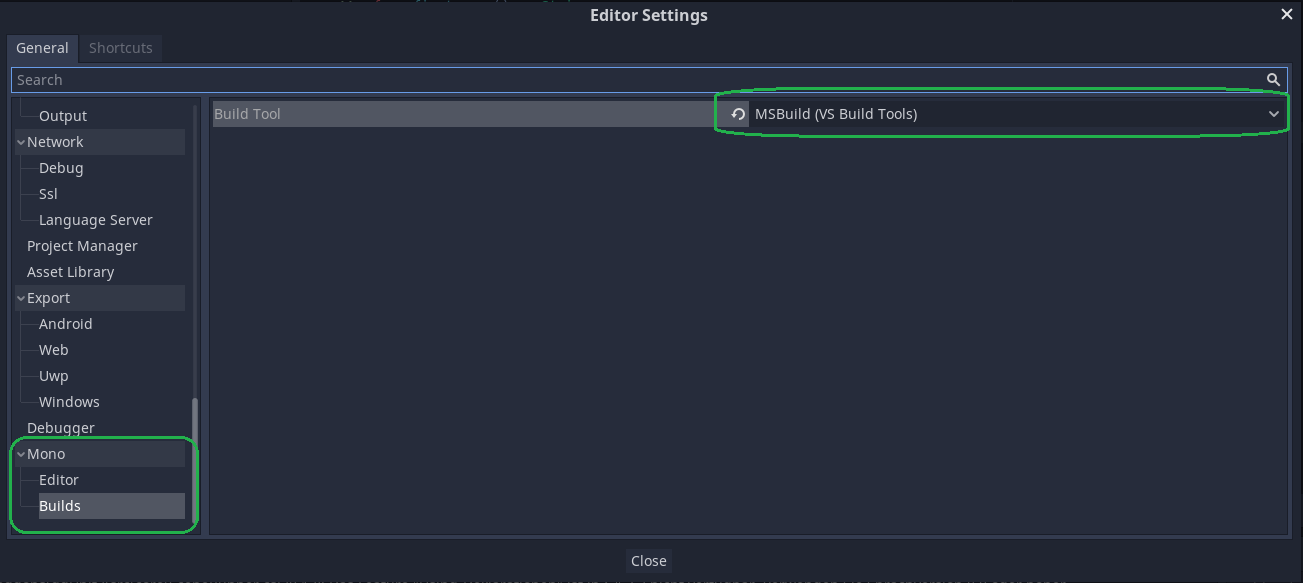 Editor Settings
General Shortcuts
Search
Output
Network
Debug
Ssl
Language Server
Project Manager
Asset Library
Export
Android
Web
Uwp
Windows
Debugger
Mono
Editor
Builds
Build Tool MSBuild (VS Build Tools)
Close